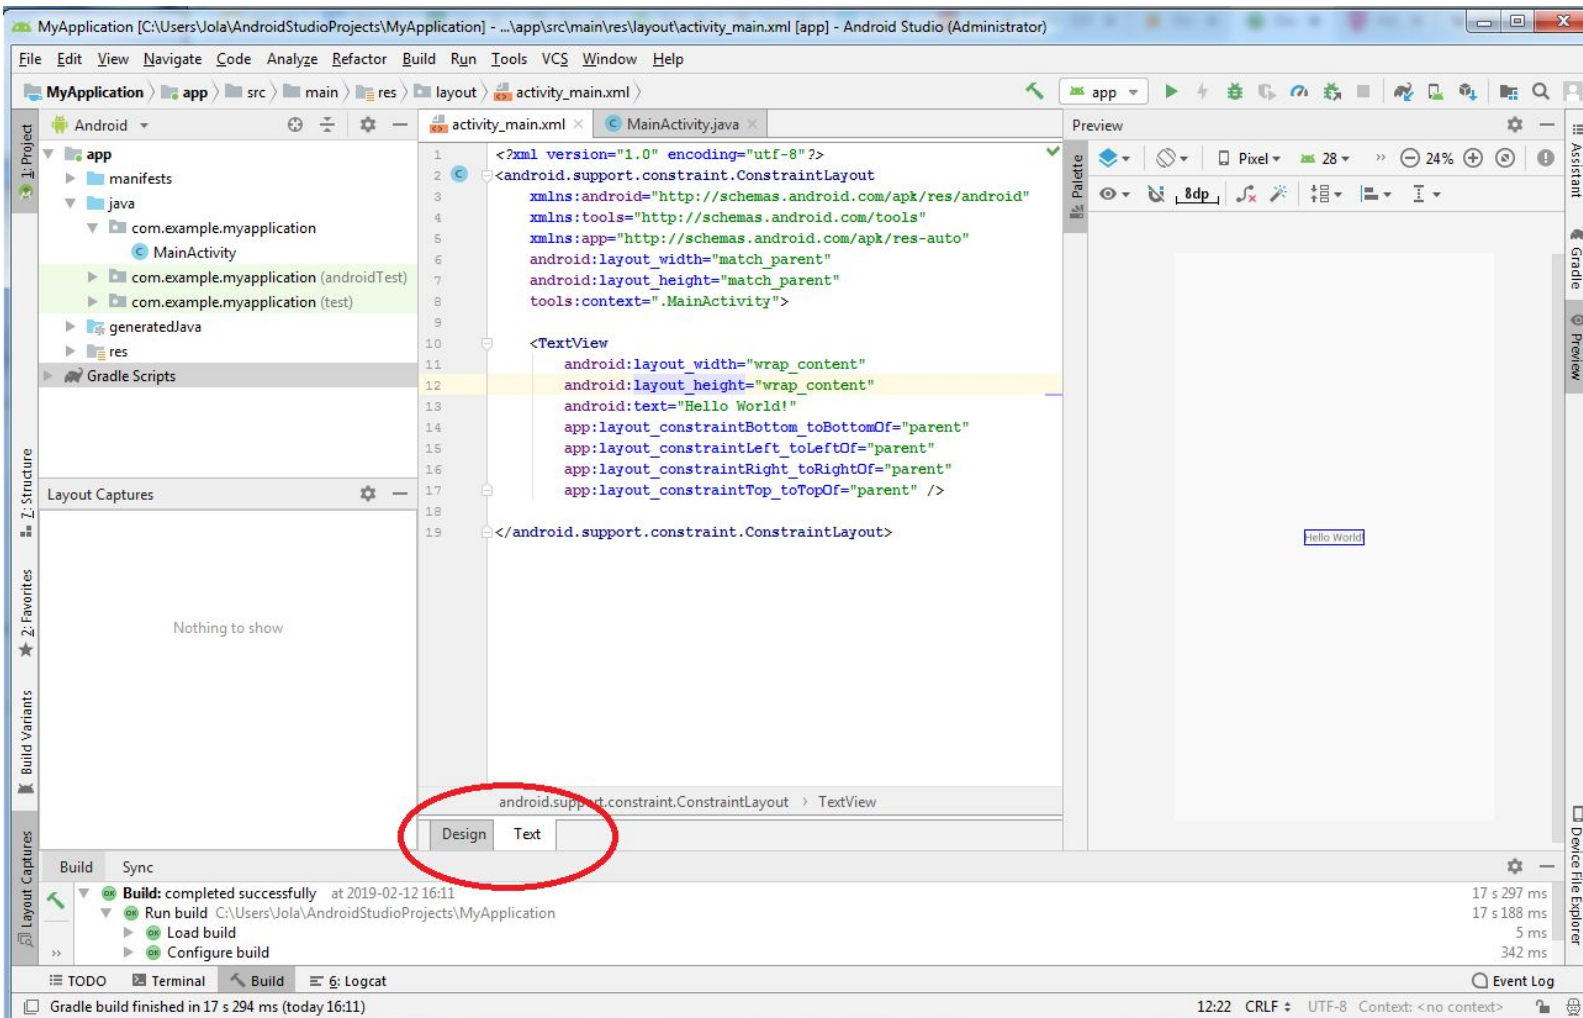 MyApplication [C:\Users\Jola\AndroidStudioProjects\MyApplication] - ...\app\src\main\res\layout\activity_main.xml [app] - Android Studio (Administrator)
File Edit View Navigate Code Analyze Refactor Build Run Tools VCS Window Help
MyApplication app src main res layout activity_main.xml
app
1: Project
Android
app
manifests
java
com.example.myapplication
MainActivity
com.example.myapplication (androidTest)
com.example.myapplication (test)
generatedJava
res
Gradle Scripts
Layout Captures
Nothing to show
7: Structure
2: Favorites
Build Variants
Layout Captures
activity_main.xml
MainActivity.java
1 <?xml version="1.0" encoding="utf-8"?>
2 <android.support.constraint.ConstraintLayout
3 xmlns:android="http://schemas.android.com/apk/res/android"
4 xmlns:tools="http://schemas.android.com/tools"
5 xmlns:app="http://schemas.android.com/apk/res-auto"
6 android:layout_width="match_parent"
7 android:layout_height="match_parent"
8 tools:context=".MainActivity">
9
10 <TextView
11 android:layout_width="wrap_content"
12 android:layout_height="wrap_content"
13 android:text="Hello World!"
14 app:layout_constraintBottom_toBottomOf="parent"
15 app:layout_constraintLeft_toLeftOf="parent"
16 app:layout_constraintRight_toRightOf="parent"
17 app:layout_constraintTop_toTopOf="parent" />
18
19 </android.support.constraint.ConstraintLayout>
android.support.constraint.ConstraintLayout TextView
Design Text
Preview
Palette
Pixel 28 24%
8dp
Hello World!
Assistant
Gradle
Preview
Device File Explorer
Build Sync
Build: completed successfully at 2019-02-12 16:11 17 s 297 ms
Run build C:\Users\Jola\AndroidStudioProjects\MyApplication 17 s 188 ms
Load build 5 ms
Configure build 342 ms
TODO Terminal Build 6: Logcat Event Log
Gradle build finished in 17 s 294 ms (today 16:11) 12:22 CRLF UTF-8 Context: <no context>